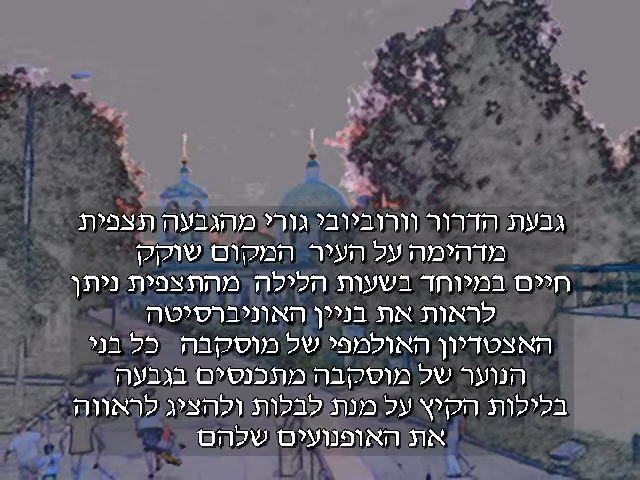 גבעת הדרור וורוביובי גורי מהגבעה תצפית
מדהימה על העיר המקום שוקק
חיים במיוחד בשעות הלילה מהתצפית ניתן
לראות את בניין האוניברסיטה
האצטדיון האולמפי של מוסקבה כל בני
הנוער של מוסקבה מתכנסים בגבעה
בלילות הקיץ על מנת לבלות ולהציג לראווה
את האופנועים שלהם